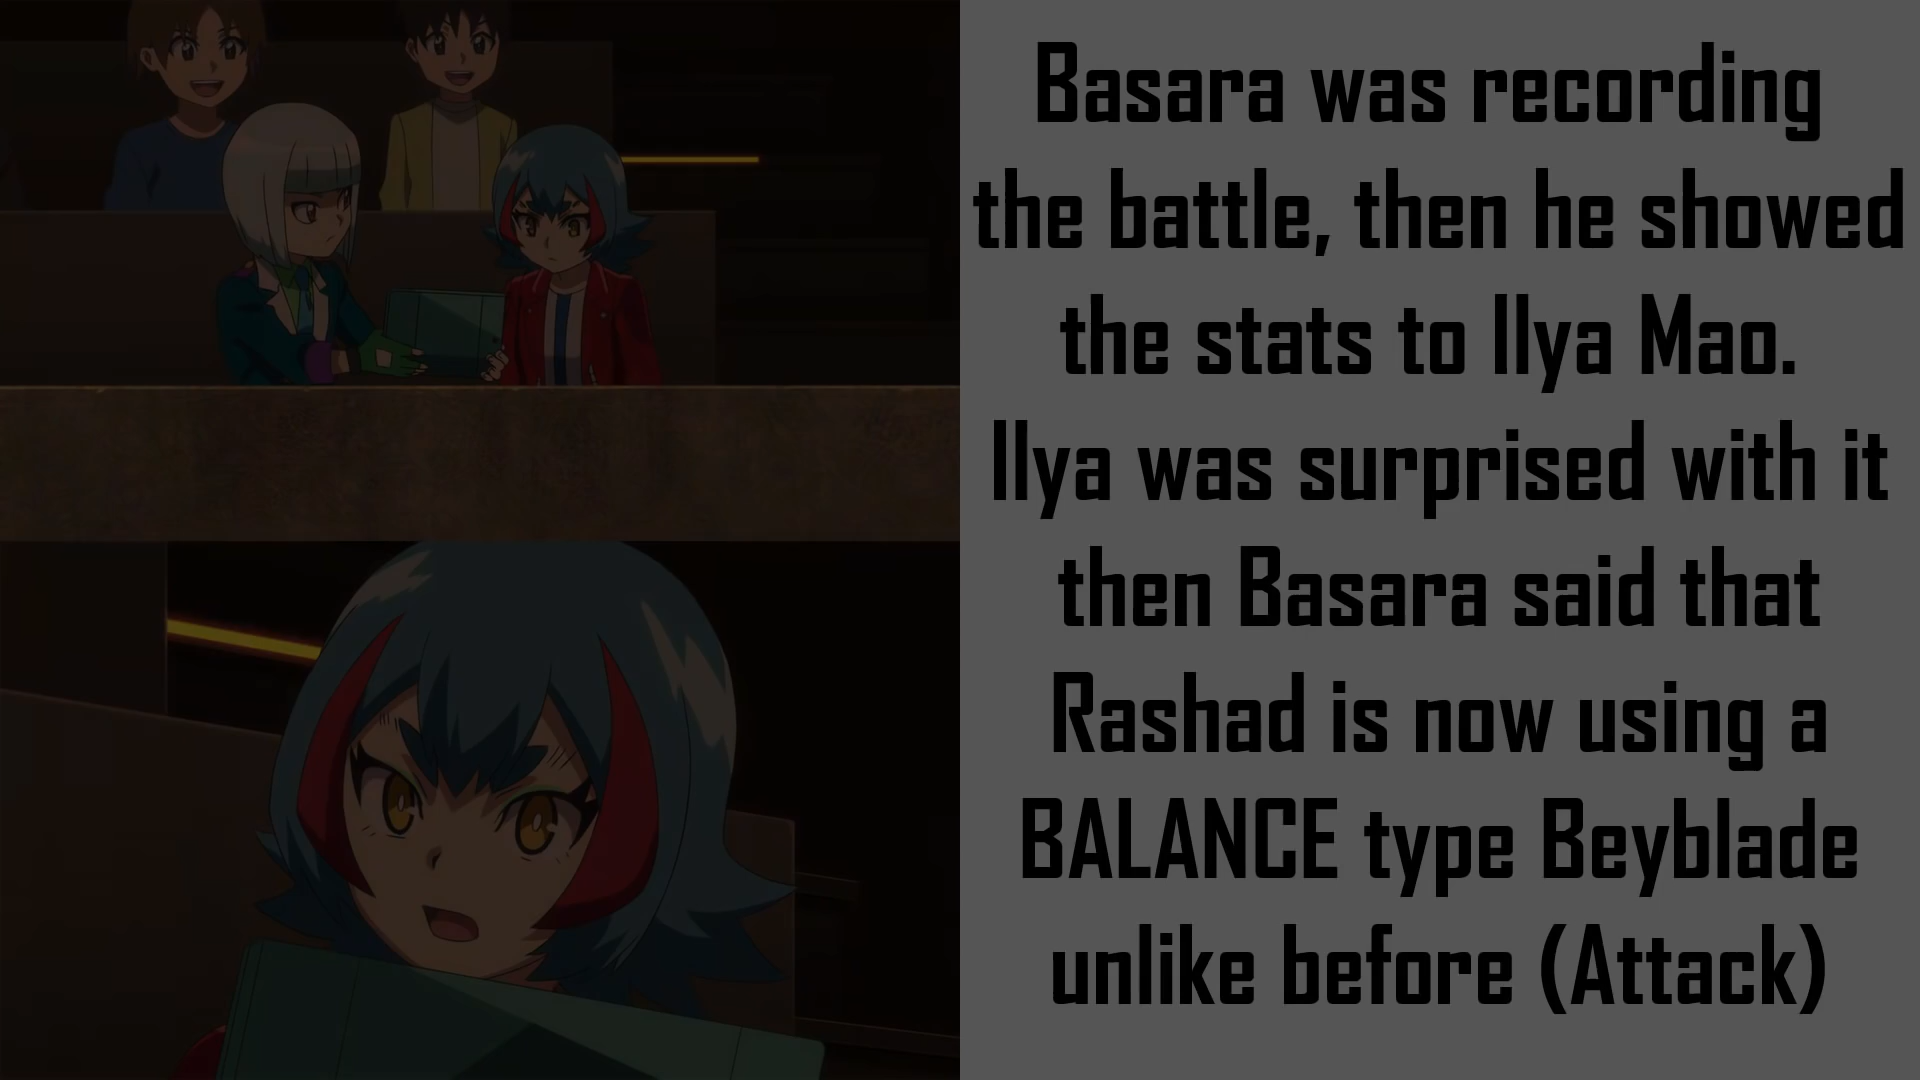 Basara was recording
the battle, then he showed
the stats to Ilya Mao.
Ilya was surprised with it
then Basara said that
Rashad is now using a
BALANCE type Beyblade
unlike before (Attack)